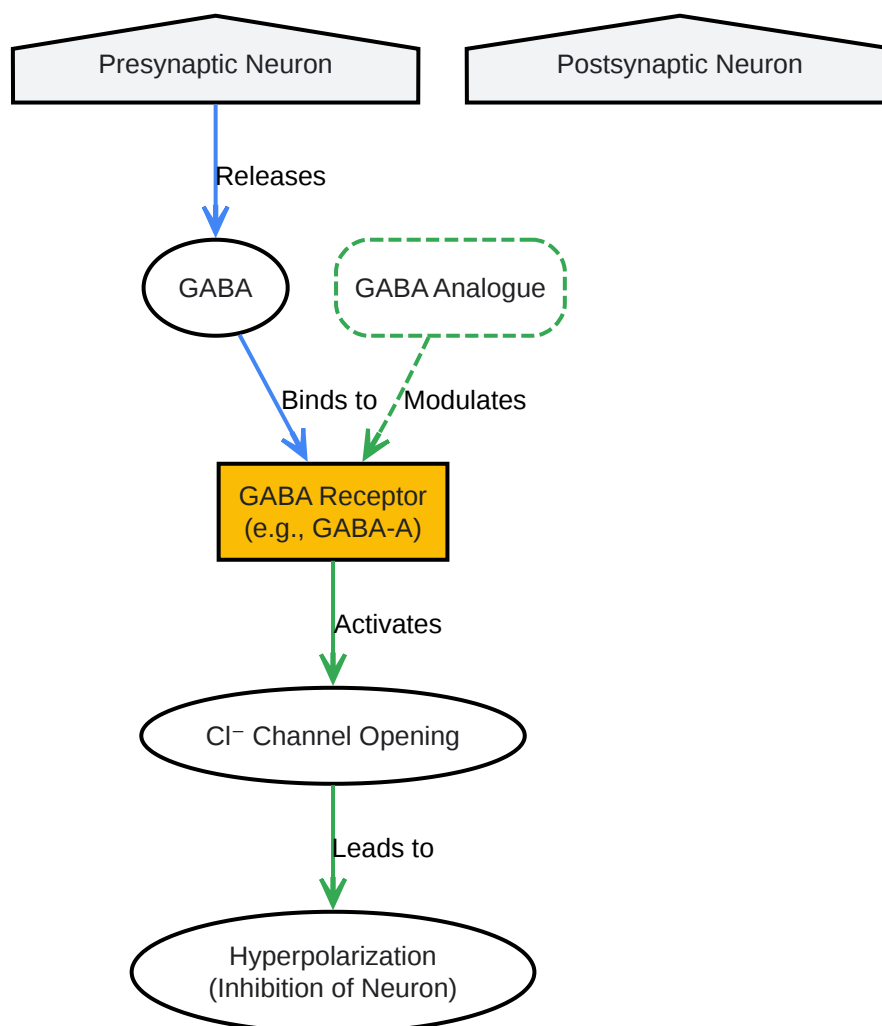 Presynaptic Neuron
Postsynaptic Neuron
Releases
GABA
GABA Analogue
Binds to
Modulates
GABA Receptor
(e.g., GABA-A)
Activates
Cl⁻ Channel Opening
Leads to
Hyperpolarization
(Inhibition of Neuron)